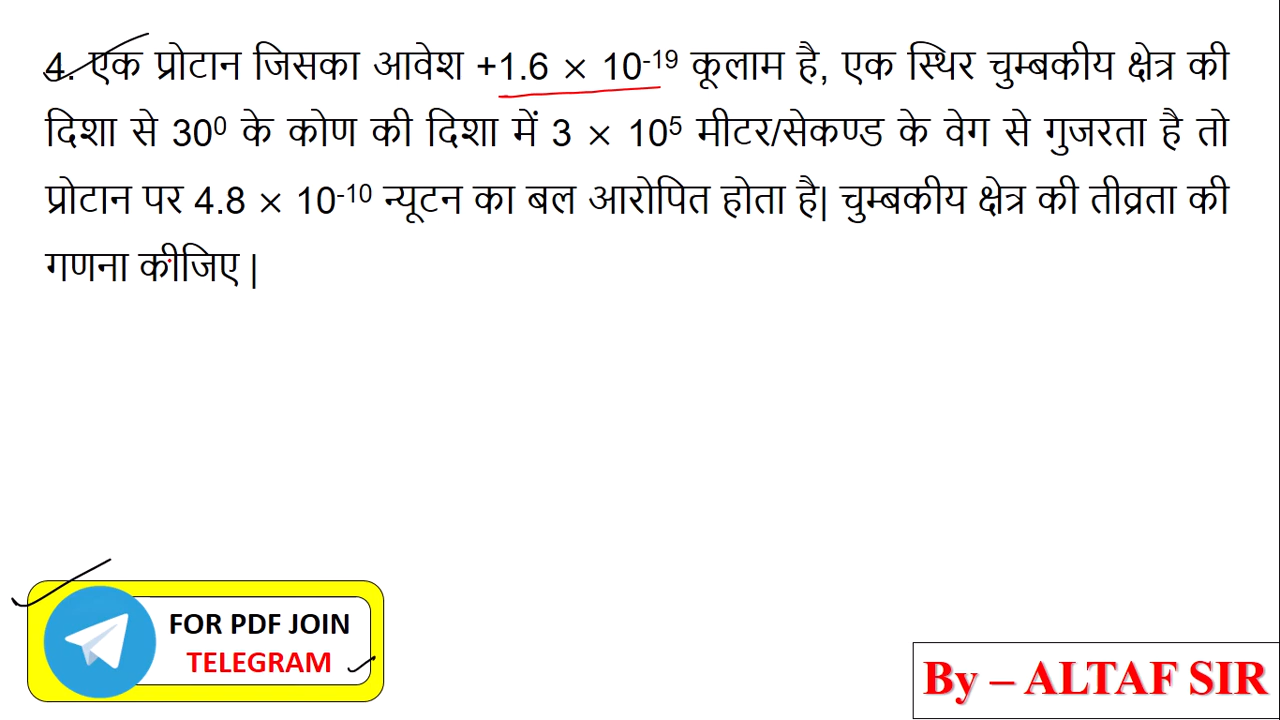 4. एक प्रोटान जिसका आवेश +1.6 × 10⁻¹⁹ कूलाम है, एक स्थिर चुम्बकीय क्षेत्र की
दिशा से 30⁰ के कोण की दिशा में 3 × 10⁵ मीटर/सेकण्ड के वेग से गुजरता है तो
प्रोटान पर 4.8 × 10⁻¹⁰ न्यूटन का बल आरोपित होता है| चुम्बकीय क्षेत्र की तीव्रता की
गणना कीजिए |
FOR PDF JOIN
TELEGRAM
By – ALTAF SIR